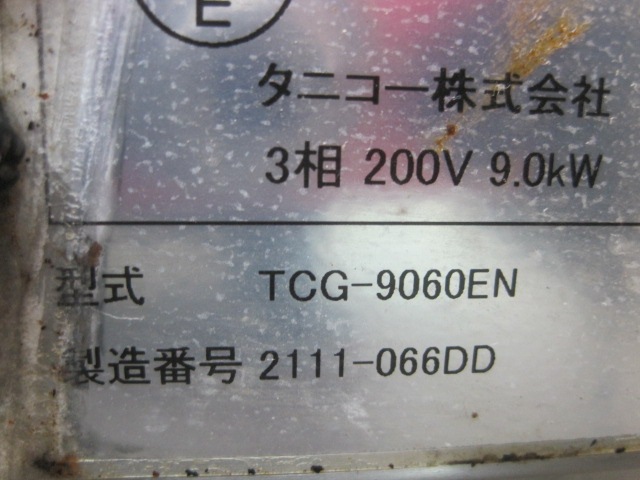 E
タニコー株式会社
3相 200V 9.0kW
型式 TCG-9060EN
製造番号 2111-066DD